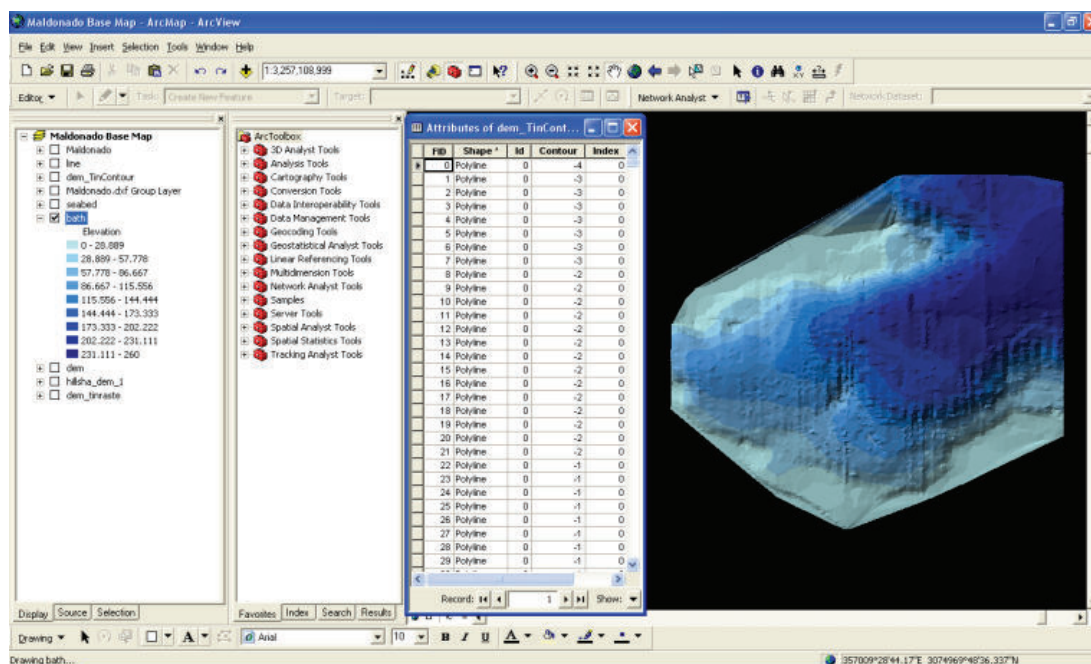 Maldonado Base Map - ArcMap - ArcView
File Edit View Insert Selection Tools Window Help
1:3,257,108,999
Editor Task: Create New Feature Target: Network Analyst Network Dataset:
Maldonado Base Map
Maldonado
line
dem_TinContour
Maldonado.dxf Group Layer
seabed
bath
Elevation
0 - 28.889
28.889 - 57.778
57.778 - 86.667
86.667 - 115.556
115.556 - 144.444
144.444 - 173.333
173.333 - 202.222
202.222 - 231.111
231.111 - 260
dem
hillsha_dem_1
dem_tinraste
ArcToolbox
3D Analyst Tools
Analysis Tools
Cartography Tools
Conversion Tools
Data Interoperability Tools
Data Management Tools
Geocoding Tools
Geostatistical Analyst Tools
Linear Referencing Tools
Multidimension Tools
Network Analyst Tools
Samples
Server Tools
Spatial Analyst Tools
Spatial Statistics Tools
Tracking Analyst Tools
Attributes of dem_TinCont...
FID Shape * Id Contour Index
0 Polyline 0 -4 0
1 Polyline 0 -3 0
2 Polyline 0 -3 0
3 Polyline 0 -3 0
4 Polyline 0 -3 0
5 Polyline 0 -3 0
6 Polyline 0 -3 0
7 Polyline 0 -3 0
8 Polyline 0 -2 0
9 Polyline 0 -2 0
10 Polyline 0 -2 0
11 Polyline 0 -2 0
12 Polyline 0 -2 0
13 Polyline 0 -2 0
14 Polyline 0 -2 0
15 Polyline 0 -2 0
16 Polyline 0 -2 0
17 Polyline 0 -2 0
18 Polyline 0 -2 0
19 Polyline 0 -2 0
20 Polyline 0 -2 0
21 Polyline 0 -2 0
22 Polyline 0 -1 0
23 Polyline 0 -1 0
24 Polyline 0 -1 0
25 Polyline 0 -1 0
26 Polyline 0 -1 0
27 Polyline 0 -1 0
28 Polyline 0 -1 0
29 Polyline 0 -1 0
Record: 1 Show:
Display Source Selection
Favorites Index Search Results
Drawing A Arial 10 B I U A
Drawing bath...
357009°28'44.17"E 3074969°48'36.337"N